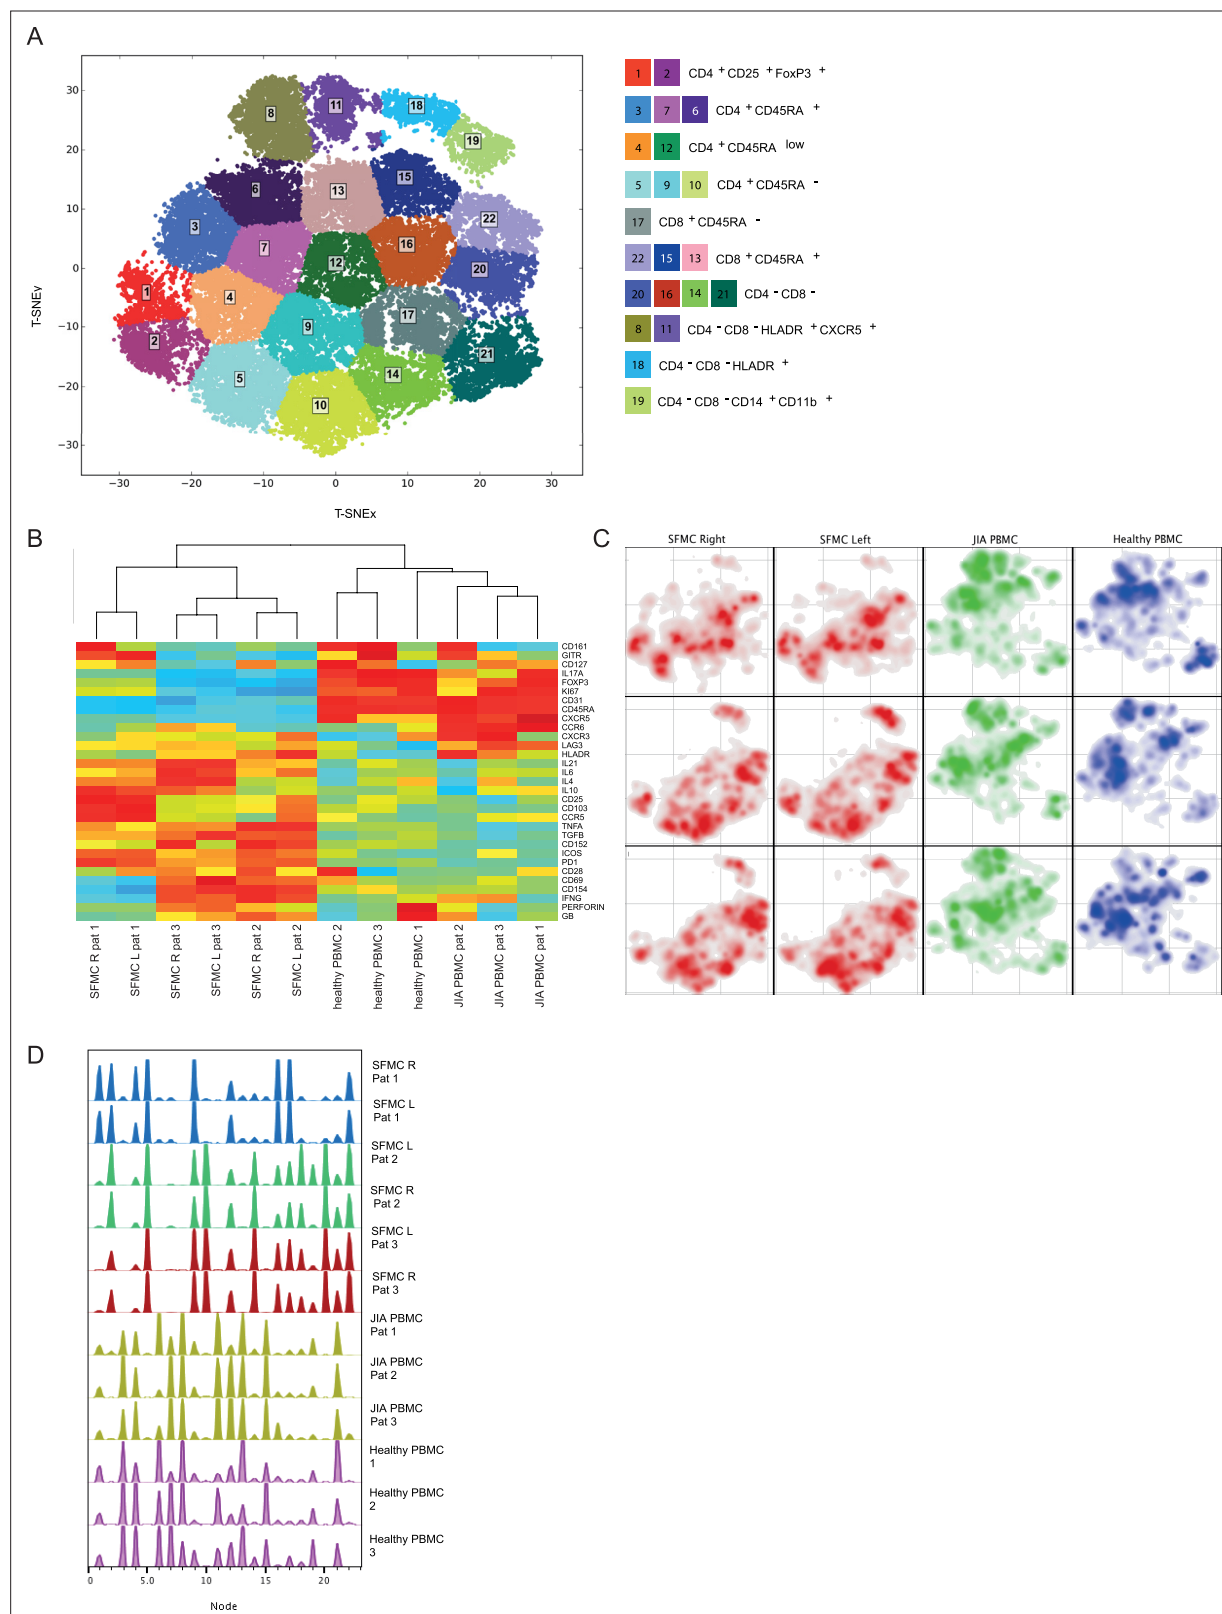 A
30
20
10
0
−10
−20
−30
−30
−20
−10
0
10
20
30
T-SNEy
T-SNEx
8
11
18
19
6
13
15
3
22
7
16
12
20
1
4
2
9
17
5
14
21
10
1 2 CD4 + CD25 + FoxP3 +
3 7 6 CD4 + CD45RA +
4 12 CD4 + CD45RA low
5 9 10 CD4 + CD45RA -
17 CD8 + CD45RA -
22 15 13 CD8 + CD45RA +
20 16 14 21 CD4 - CD8 -
8 11 CD4 - CD8 - HLADR + CXCR5 +
18 CD4 - CD8 - HLADR +
19 CD4 - CD8 - CD14 + CD11b +
B
CD161
GITR
CD127
IL17A
FOXP3
KI67
CD31
CD45RA
CXCR5
CCR6
CXCR3
LAG3
HLADR
IL21
IL6
IL4
IL10
CD25
CD103
CCR5
TNFA
TGFB
CD152
ICOS
PD1
CD28
CD69
CD154
IFNG
PERFORIN
GB
SFMC R pat 1
SFMC L pat 1
SFMC R pat 3
SFMC L pat 3
SFMC R pat 2
SFMC L pat 2
healthy PBMC 2
healthy PBMC 3
healthy PBMC 1
JIA PBMC pat 2
JIA PBMC pat 3
JIA PBMC pat 1
C
SFMC Right
SFMC Left
JIA PBMC
Healthy PBMC
D
SFMC R
Pat 1
SFMC L
Pat 1
SFMC L
Pat 2
SFMC R
Pat 2
SFMC L
Pat 3
SFMC R
Pat 3
JIA PBMC
Pat 1
JIA PBMC
Pat 2
JIA PBMC
Pat 3
Healthy PBMC
1
Healthy PBMC
2
Healthy PBMC
3
0
5.0
10
15
20
Node